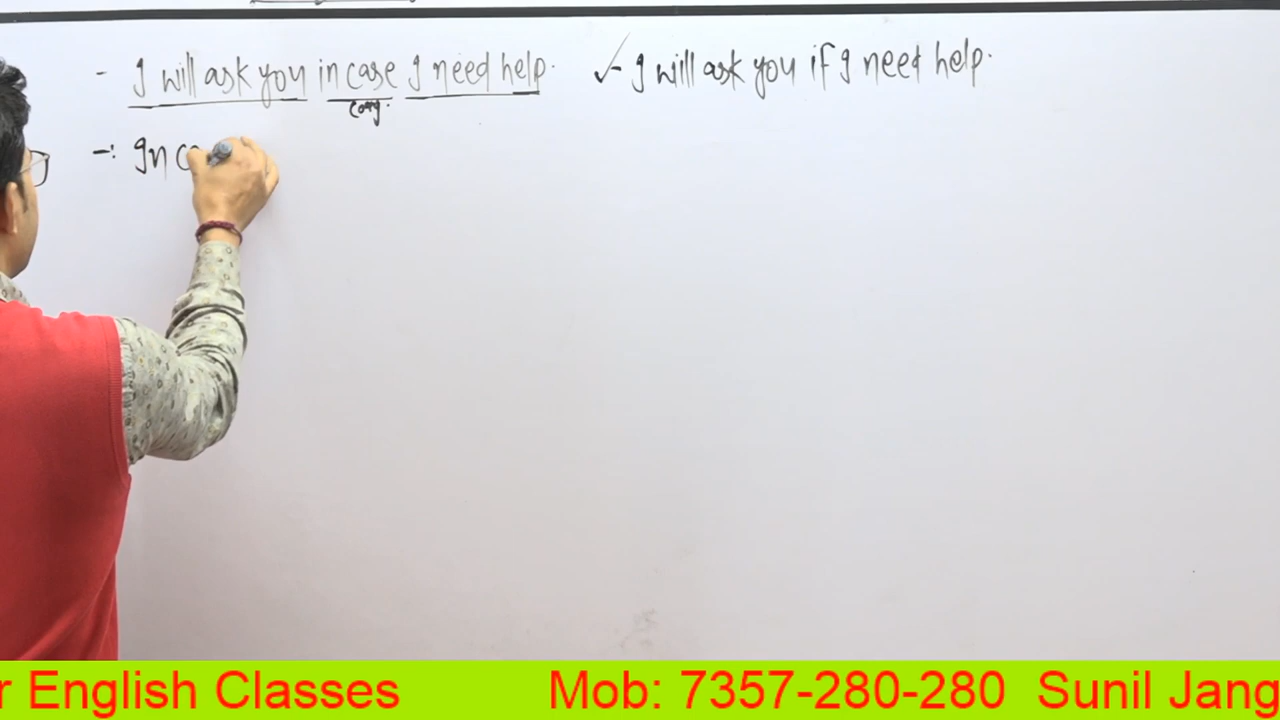 - I will ask you in case I need help. ✓- I will ask you if I need help.
conj.
-: In ca
r English Classes Mob: 7357-280-280 Sunil Jang